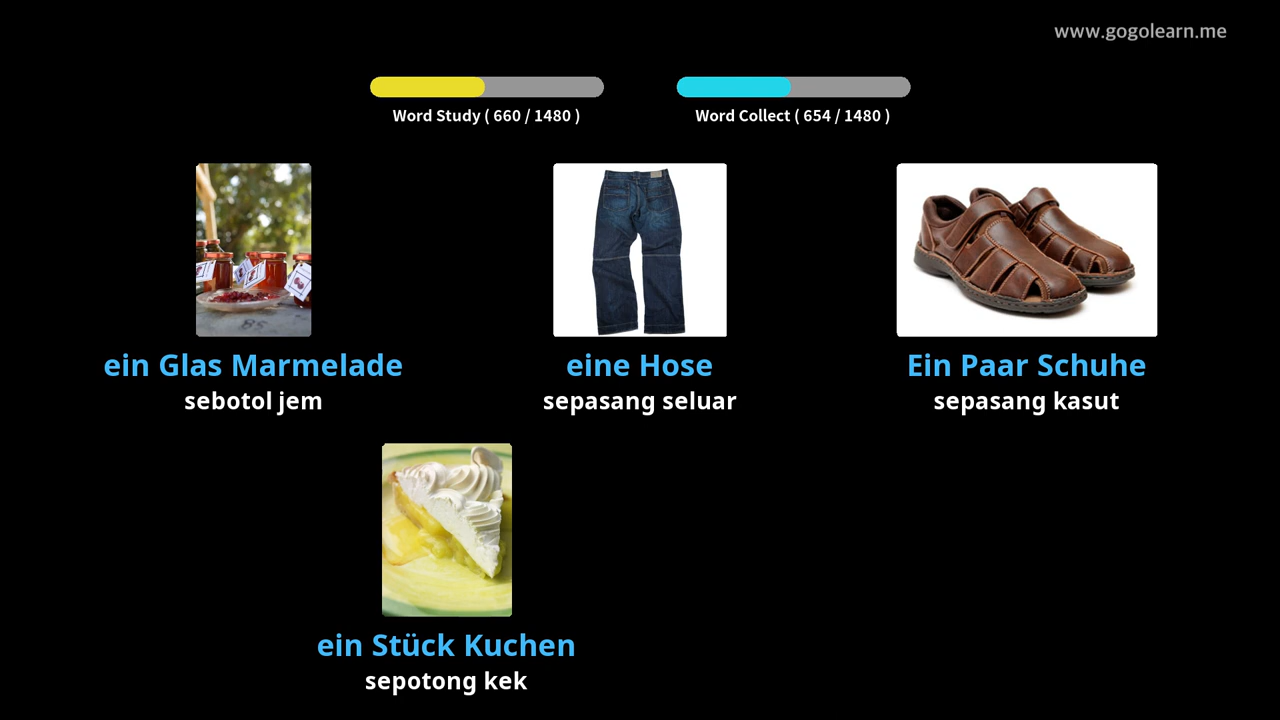 www.gogolearn.me
Word Study ( 660 / 1480 )
Word Collect ( 654 / 1480 )
ein Glas Marmelade
sebotol jem
eine Hose
sepasang seluar
Ein Paar Schuhe
sepasang kasut
ein Stück Kuchen
sepotong kek